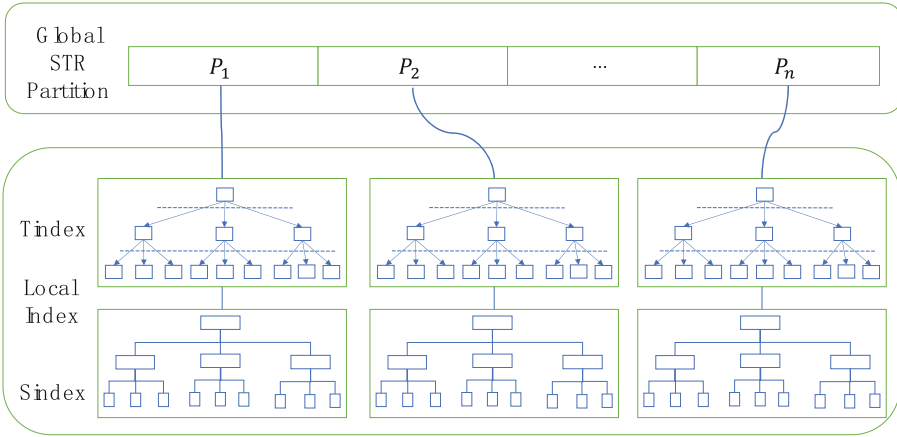 Global
STR
Partition
P₁ P₂ ... Pₙ
Tindex
Local
Index
Sindex